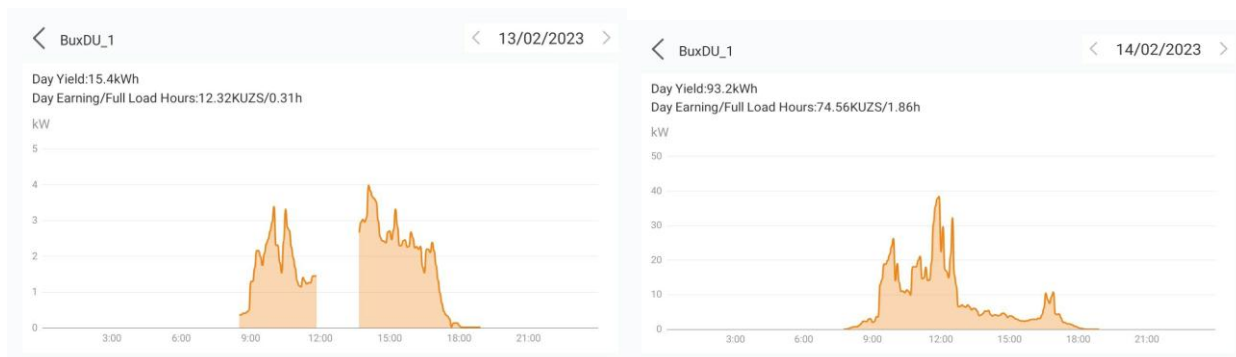 BuxDU_1
13/02/2023
Day Yield:15.4kWh
Day Earning/Full Load Hours:12.32KUZS/0.31h
kW
5
4
3
2
1
0
3:00 6:00 9:00 12:00 15:00 18:00 21:00
BuxDU_1
14/02/2023
Day Yield:93.2kWh
Day Earning/Full Load Hours:74.56KUZS/1.86h
kW
50
40
30
20
10
0
3:00 6:00 9:00 12:00 15:00 18:00 21:00